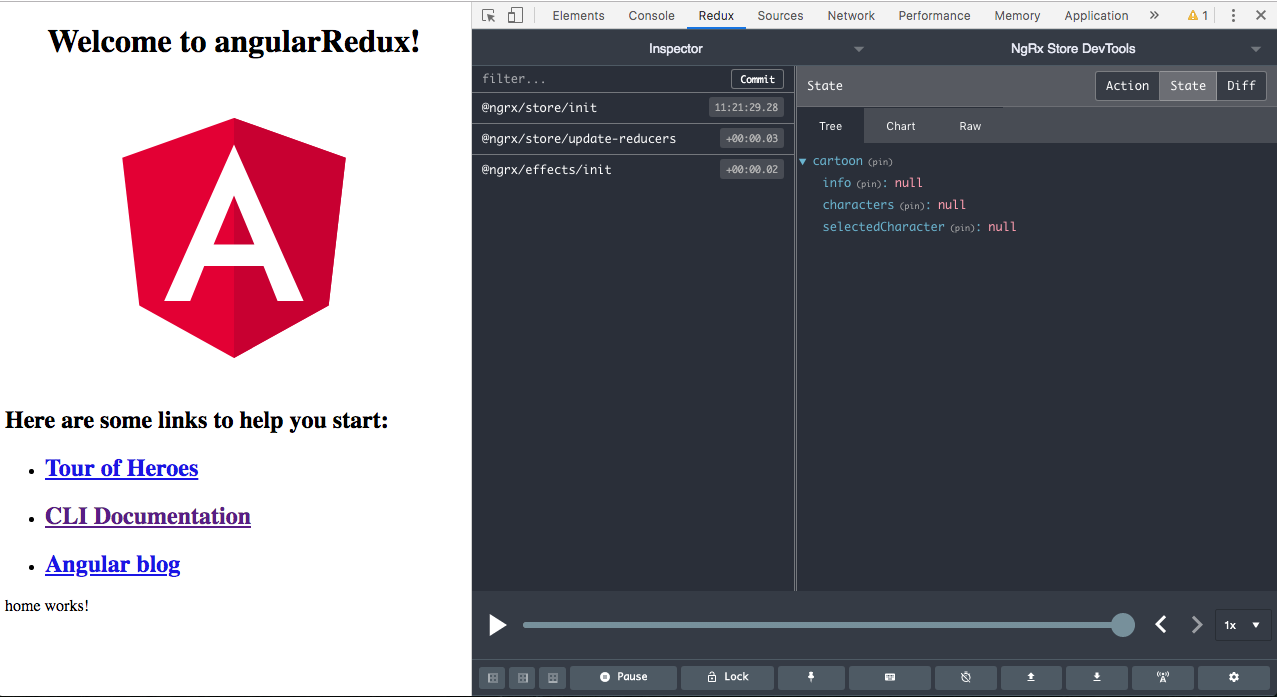 Welcome to angularRedux!
Here are some links to help you start:
Tour of Heroes
CLI Documentation
Angular blog
home works!
Elements Console Redux Sources Network Performance Memory Application » 1
Inspector
NgRx Store DevTools
filter... Commit
@ngrx/store/init 11:21:29.28
@ngrx/store/update-reducers +00:00.03
@ngrx/effects/init +00:00.02
State Action State Diff
Tree Chart Raw
cartoon (pin)
info (pin): null
characters (pin): null
selectedCharacter (pin): null
1x
Pause Lock